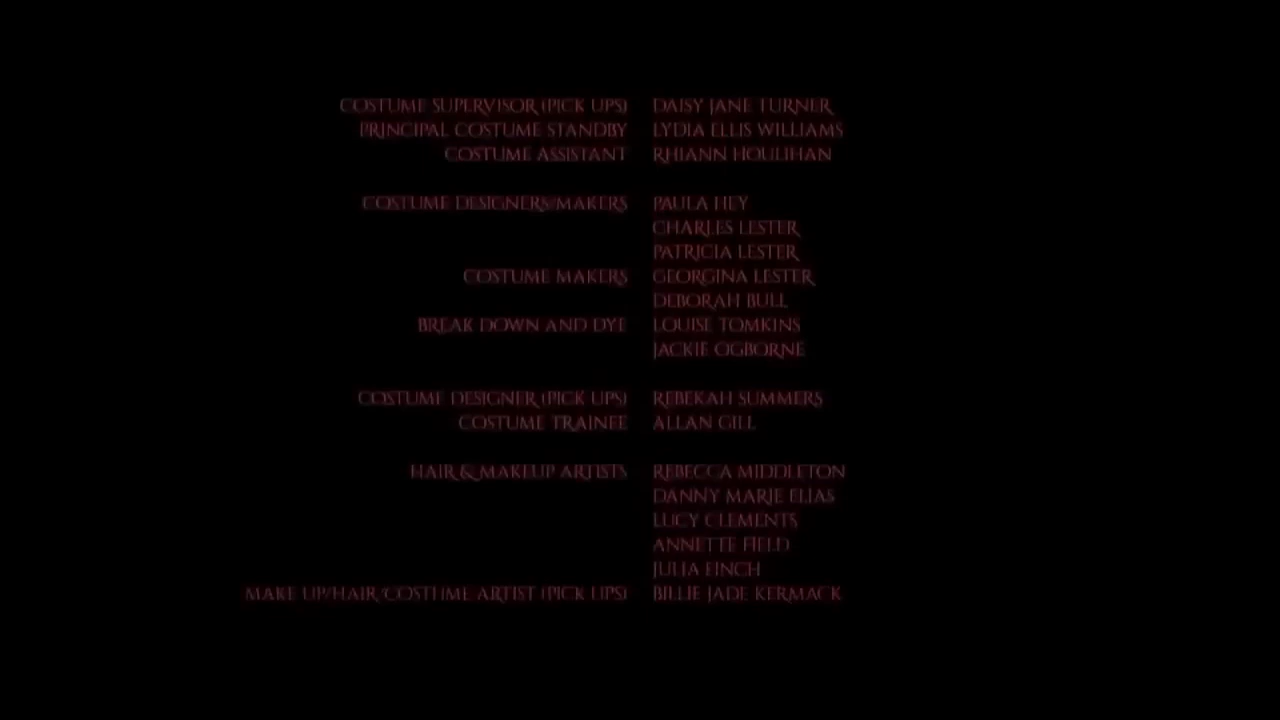 COSTUME SUPERVISOR (PICK UPS) DAISY JANE TURNER
PRINCIPAL COSTUME STANDBY LYDIA ELLIS WILLIAMS
COSTUME ASSISTANT RHIANN HOULIHAN
COSTUME DESIGNERS/MAKERS PAULA HEY
CHARLES LESTER
PATRICIA LESTER
COSTUME MAKERS GEORGINA LESTER
DEBORAH BULL
BREAK DOWN AND DYE LOUISE TOMKINS
JACKIE OGBORNE
COSTUME DESIGNER (PICK UPS) REBEKAH SUMMERS
COSTUME TRAINEE ALLAN GILL
HAIR & MAKEUP ARTISTS REBECCA MIDDLETON
DANNY MARIE ELIAS
LUCY CLEMENTS
ANNETTE FIELD
JULIA FINCH
MAKE UP/HAIR/COSTUME ARTIST (PICK UPS) BILLIE JADE KERMACK